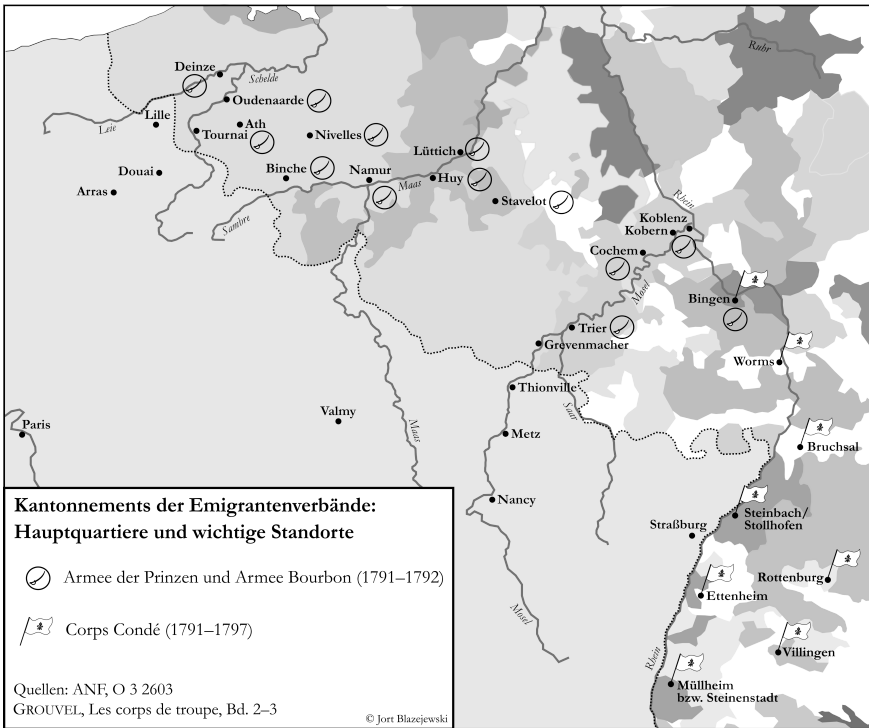 Ruhr
Deinze
Schelde
Oudenaarde
Lille
Leie
Tournai
Ath
Nivelles
Lüttich
Douai
Binche
Namur
Maas
Huy
Arras
Stavelot
Sambre
Rhein
Koblenz
Kobern
Cochem
Mosel
Bingen
Trier
Grevenmacher
Worms
Thionville
Saar
Valmy
Paris
Maas
Metz
Bruchsal
Nancy
Steinbach/
Stollhofen
Straßburg
Rottenburg
Ettenheim
Mosel
Rhein
Villingen
Müllheim
bzw. Steinenstadt
Kantonnements der Emigrantenverbände:
Hauptquartiere und wichtige Standorte
Armee der Prinzen und Armee Bourbon (1791–1792)
Corps Condé (1791–1797)
Quellen: ANF, O 3 2603
GROUVEL, Les corps de troupe, Bd. 2–3
© Jort Blazejewski